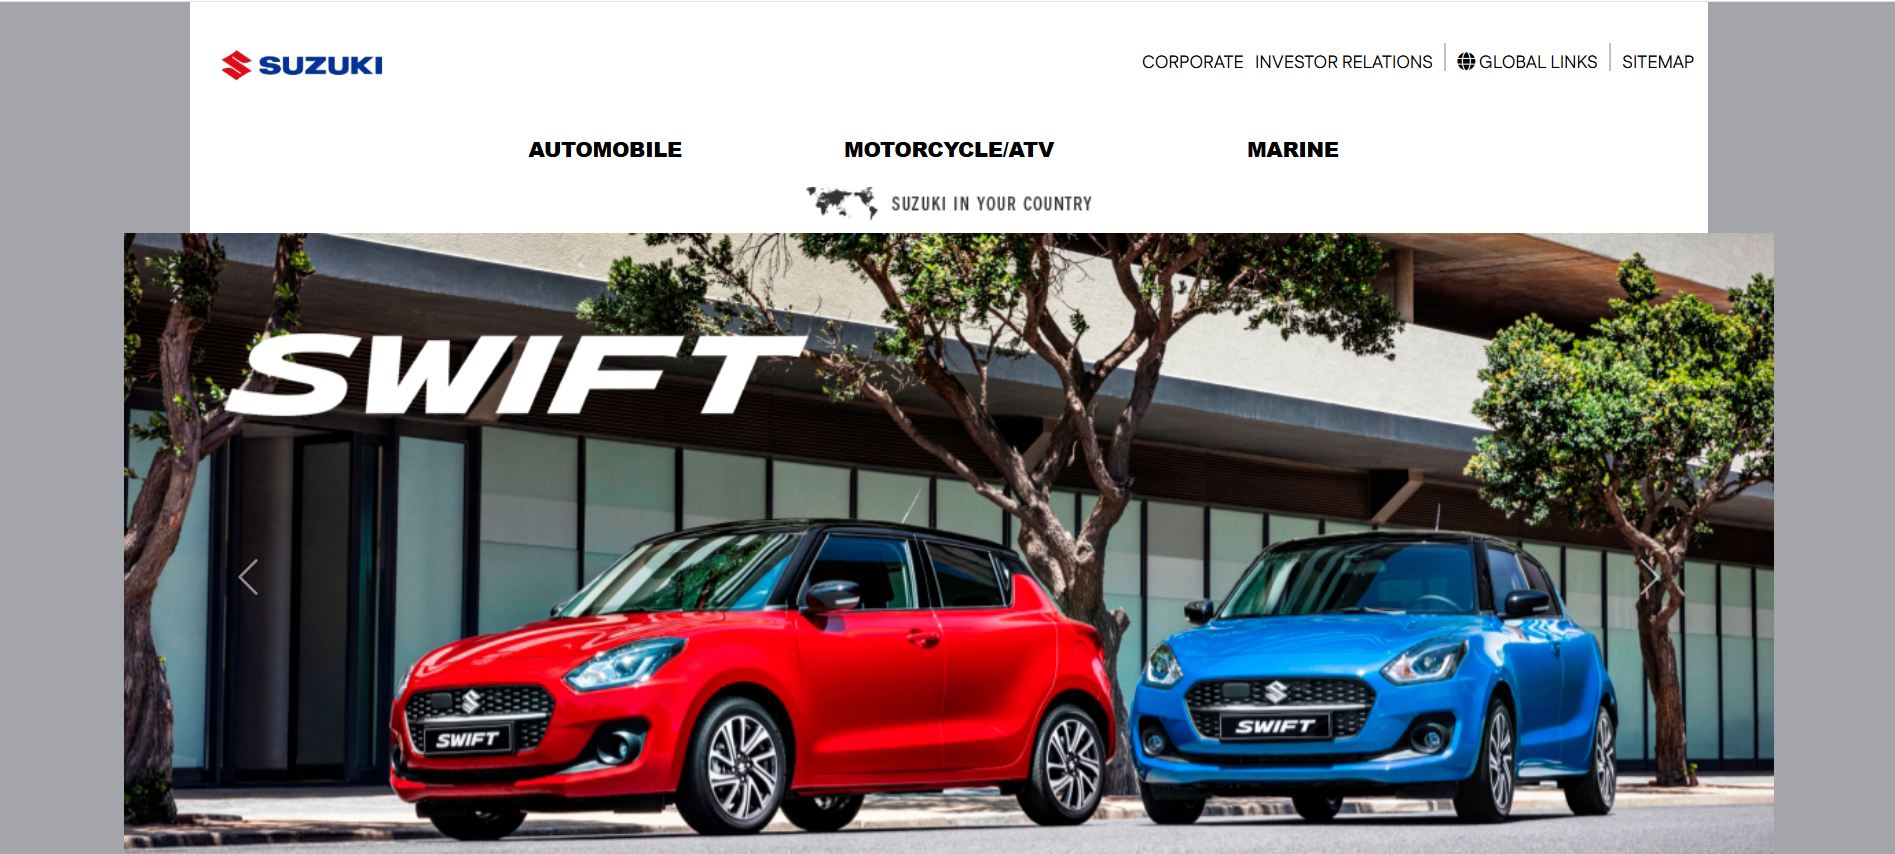 SUZUKI
CORPORATE INVESTOR RELATIONS GLOBAL LINKS SITEMAP
AUTOMOBILE MOTORCYCLE/ATV MARINE
SUZUKI IN YOUR COUNTRY
SWIFT
SWIFT
SWIFT